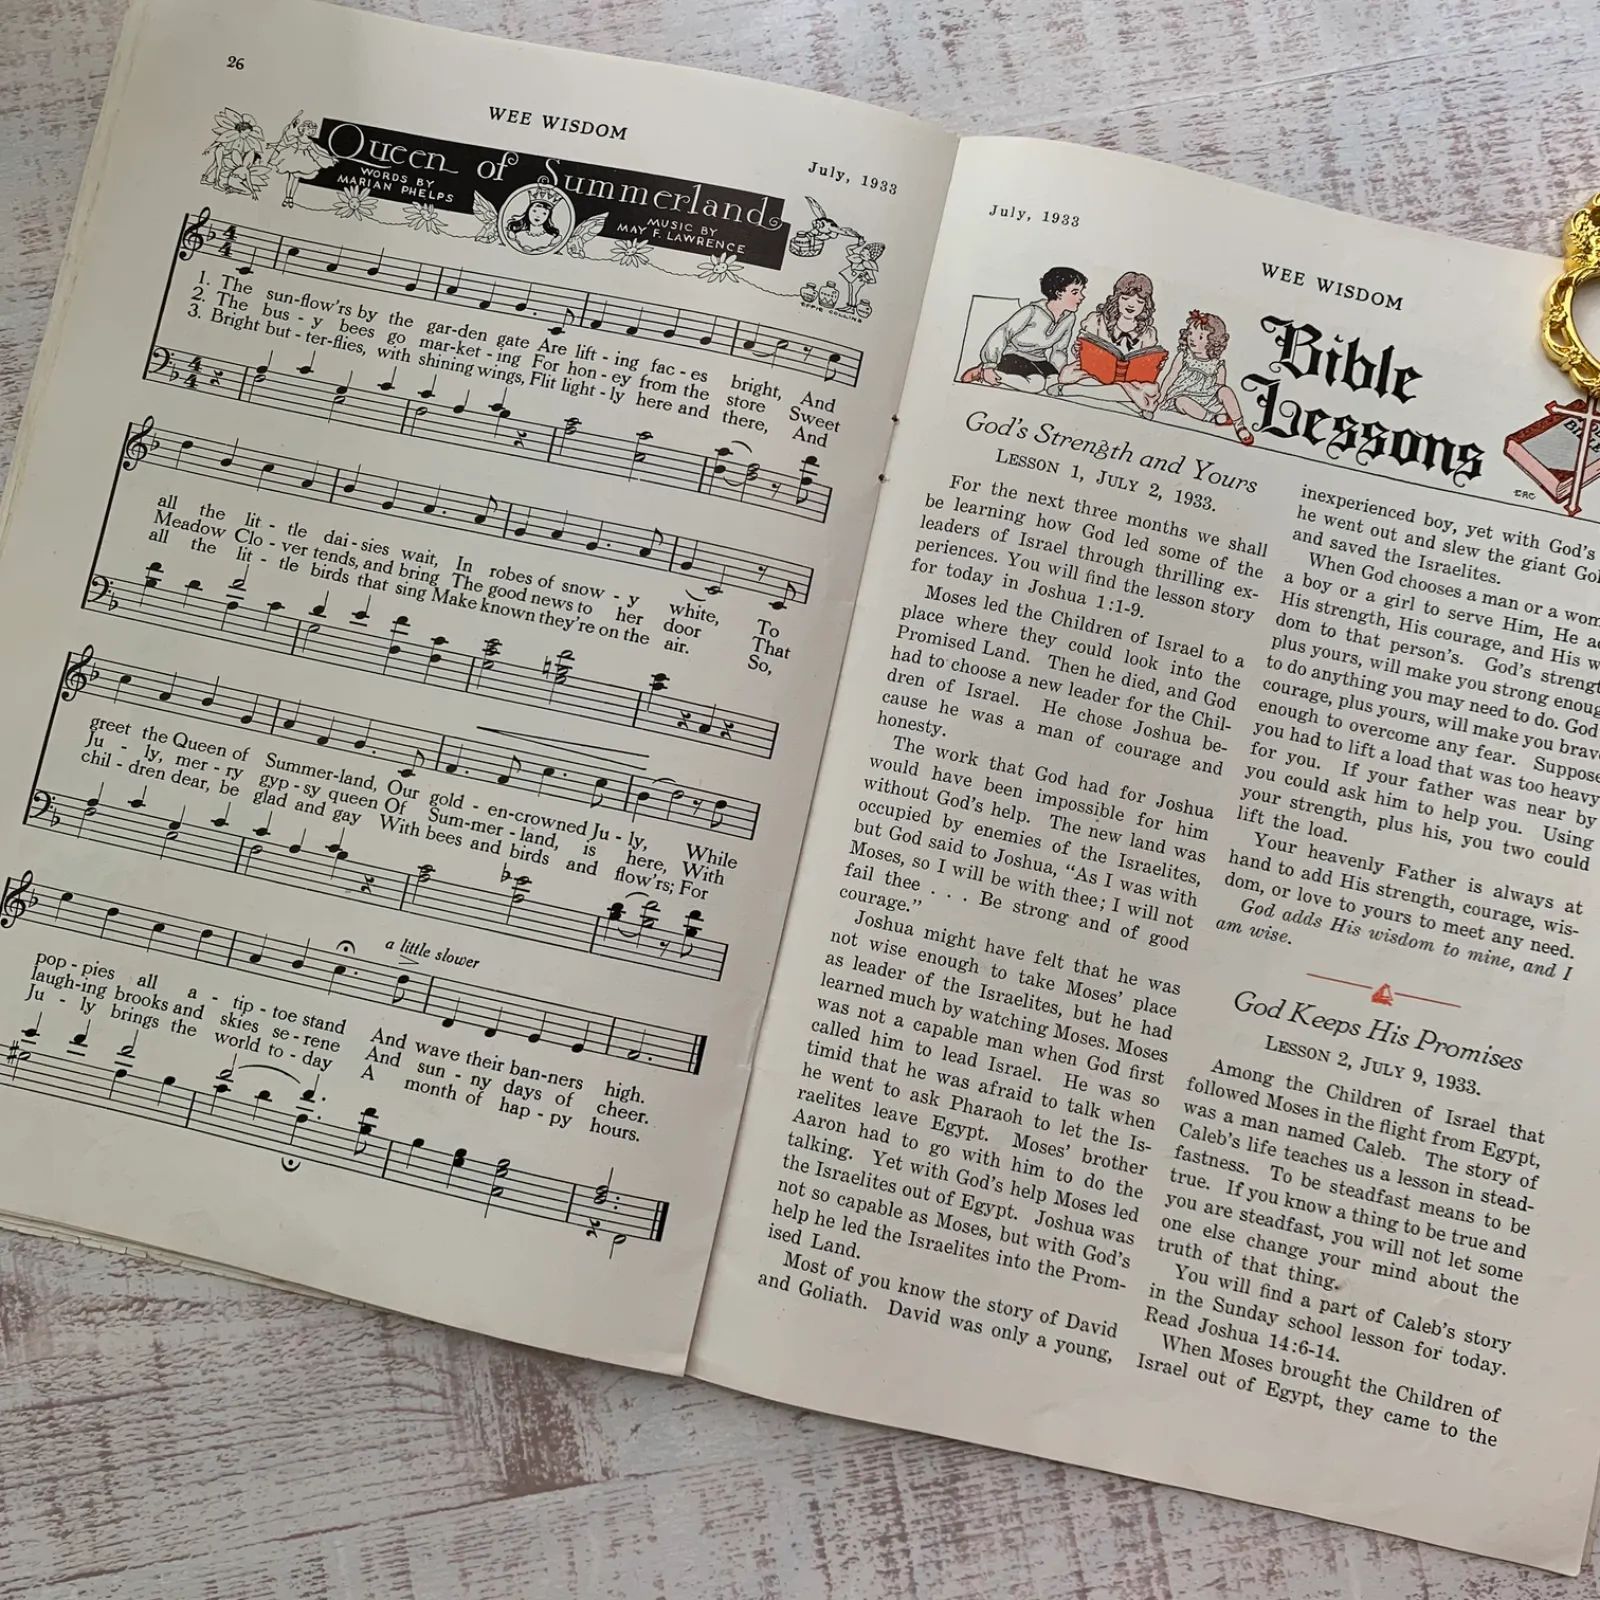 26
WEE WISDOM
July, 1933
Queen of Summerland
WORDS BY
MARIAN PHELPS
MUSIC BY
MAY F. LAWRENCE
EFFIE COLLINS
1. The sun-flow'rs by the gar-den gate Are lift - ing fac - es bright, And
2. The bus - y bees go mar-ket - ing For hon - ey from the store Sweet
3. Bright but - ter-flies, with shining wings, Flit light - ly here and there, And
all the lit - tle dai - sies wait, In robes of snow - y white, To
Meadow Clo - ver tends, and bring The good news to her door That
all the lit - tle birds that sing Make known they're on the air. So,
greet the Queen of Summer-land, Our gold - en-crowned Ju - ly, While
Ju - ly, mer - ry gyp - sy queen Of Sum-mer - land, is here, With
chil - dren dear, be glad and gay With bees and birds and flow'rs; For
a little slower
pop - pies all a - tip - toe stand And wave their ban-ners high.
laugh-ing brooks and skies se - rene And sun - ny days of cheer.
Ju - ly brings the world to - day A month of hap - py hours.
July, 1933
WEE WISDOM
Bible
Lessons
BIBLE
ERC
God's Strength and Yours
LESSON 1, JULY 2, 1933.
For the next three months we shall
be learning how God led some of the
leaders of Israel through thrilling ex-
periences. You will find the lesson story
for today in Joshua 1:1-9.
Moses led the Children of Israel to a
place where they could look into the
Promised Land. Then he died, and God
had to choose a new leader for the Chil-
dren of Israel. He chose Joshua be-
cause he was a man of courage and
honesty.
The work that God had for Joshua
would have been impossible for him
without God's help. The new land was
occupied by enemies of the Israelites,
but God said to Joshua, "As I was with
Moses, so I will be with thee; I will not
fail thee . . . Be strong and of good
courage."
Joshua might have felt that he was
not wise enough to take Moses' place
as leader of the Israelites, but he had
learned much by watching Moses. Moses
was not a capable man when God first
called him to lead Israel. He was so
timid that he was afraid to talk when
he went to ask Pharaoh to let the Is-
raelites leave Egypt. Moses' brother
Aaron had to go with him to do the
talking. Yet with God's help Moses led
the Israelites out of Egypt. Joshua was
not so capable as Moses, but with God's
help he led the Israelites into the Prom-
ised Land.
Most of you know the story of David
and Goliath. David was only a young,
inexperienced boy, yet with God's
he went out and slew the giant Gol
and saved the Israelites.
When God chooses a man or a wom
a boy or a girl to serve Him, He a
His strength, His courage, and His w
dom to that person's. God's strengt
plus yours, will make you strong enoug
to do anything you may need to do. God
courage, plus yours, will make you brav
enough to overcome any fear. Suppose
you had to lift a load that was too heavy
for you. If your father was near by
you could ask him to help you. Using
your strength, plus his, you two could
lift the load.
Your heavenly Father is always at
hand to add His strength, courage, wis-
dom, or love to yours to meet any need.
God adds His wisdom to mine, and I
am wise.
God Keeps His Promises
LESSON 2, JULY 9, 1933.
Among the Children of Israel that
followed Moses in the flight from Egypt,
was a man named Caleb. The story of
Caleb's life teaches us a lesson in stead-
fastness. To be steadfast means to be
true. If you know a thing to be true and
you are steadfast, you will not let some
one else change your mind about the
truth of that thing.
You will find a part of Caleb's story
in the Sunday school lesson for today.
Read Joshua 14:6-14.
When Moses brought the Children of
Israel out of Egypt, they came to the